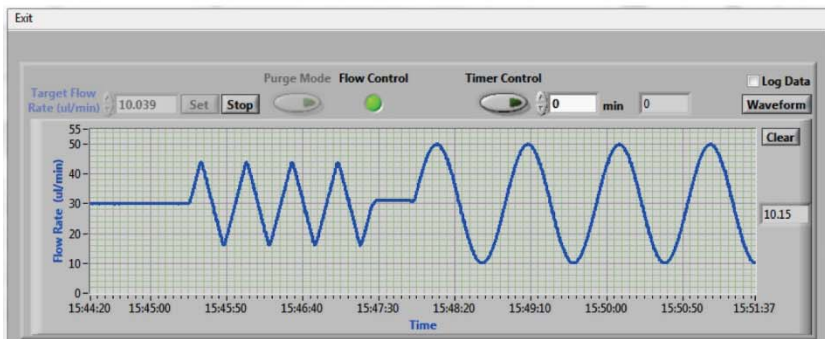 Exit
Purge Mode Flow Control Timer Control Log Data
Target Flow
Rate (ul/min) 10.039 Set Stop 0 min 0 Waveform
55
50
40
30
20
10
0
Flow Rate (ul/min)
Clear
10.15
15:44:20 15:45:00 15:45:50 15:46:40 15:47:30 15:48:20 15:49:10 15:50:00 15:50:50 15:51:37
Time